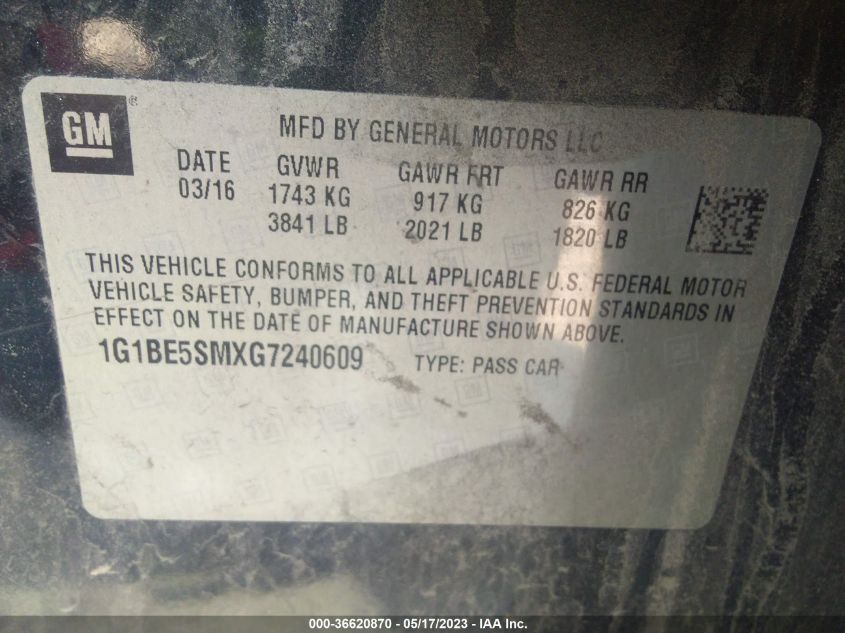 GM
©
MFD BY GENERAL MOTORS LLC
DATE GVWR GAWR FRT GAWR RR
03/16 1743 KG 917 KG 826 KG
3841 LB 2021 LB 1820 LB
THIS VEHICLE CONFORMS TO ALL APPLICABLE U.S. FEDERAL MOTOR
VEHICLE SAFETY, BUMPER, AND THEFT PREVENTION STANDARDS IN
EFFECT ON THE DATE OF MANUFACTURE SHOWN ABOVE.
1G1BE5SMXG7240609 TYPE: PASS CAR
000-36620870 - 05/17/2023 - IAA Inc.